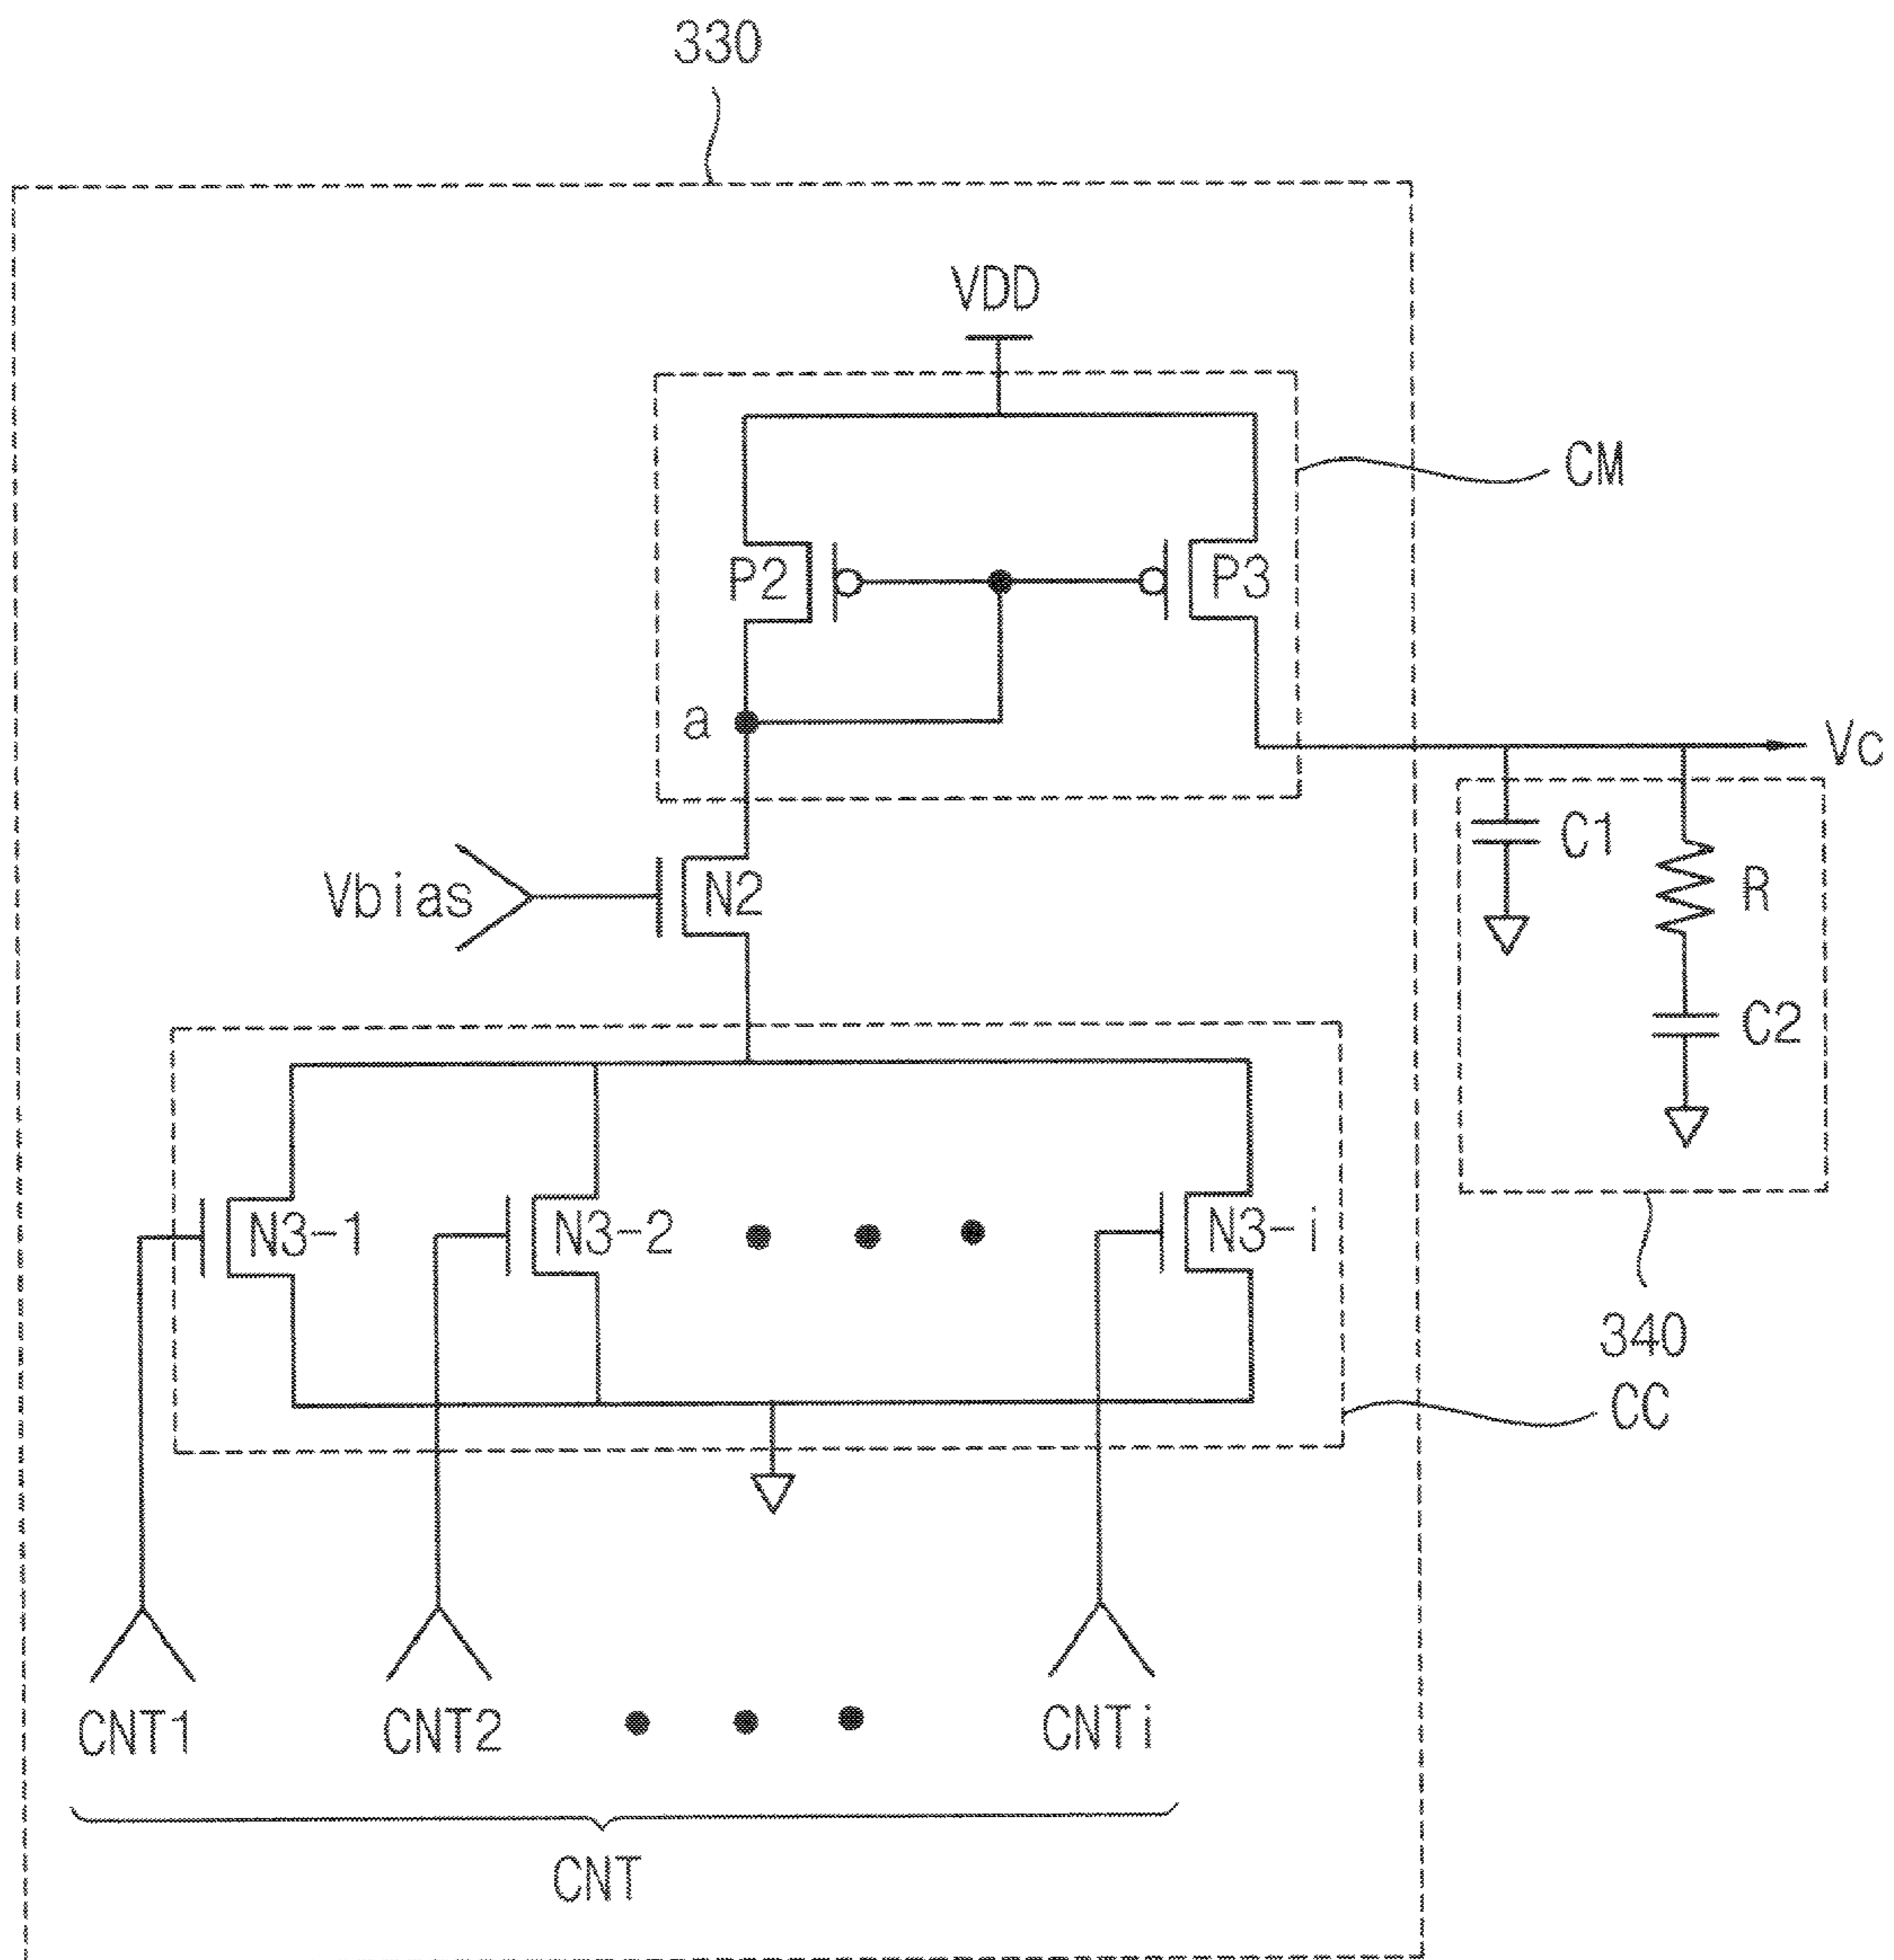 330
VDD
CM
P2
P3
a
Vc
C1
Vbias
N2
R
C2
N3-1
N3-2
N3-i
340
CC
CNT1
CNT2
CNTi
CNT